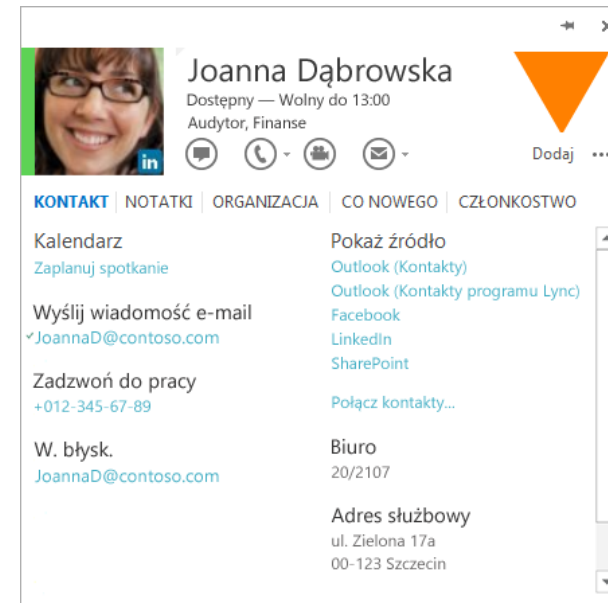 Joanna Dąbrowska
Dostępny — Wolny do 13:00
Audytor, Finanse
in
Dodaj
KONTAKT NOTATKI ORGANIZACJA CO NOWEGO CZŁONKOSTWO
Kalendarz
Zaplanuj spotkanie
Wyślij wiadomość e-mail
JoannaD@contoso.com
Zadzwoń do pracy
+012-345-67-89
W. błysk.
JoannaD@contoso.com
Pokaż źródło
Outlook (Kontakty)
Outlook (Kontakty programu Lync)
Facebook
LinkedIn
SharePoint
Połącz kontakty...
Biuro
20/2107
Adres służbowy
ul. Zielona 17a
00-123 Szczecin